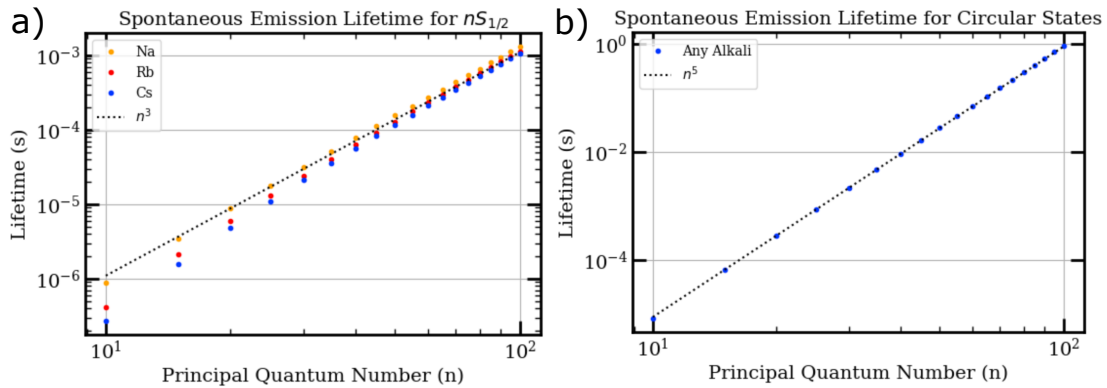 a)
Spontaneous Emission Lifetime for nS₁/₂
Na
Rb
Cs
n³
Lifetime (s)
10⁻³
10⁻⁴
10⁻⁵
10⁻⁶
10¹
10²
Principal Quantum Number (n)
b)
Spontaneous Emission Lifetime for Circular States
Any Alkali
n⁵
Lifetime (s)
10⁰
10⁻²
10⁻⁴
10¹
10²
Principal Quantum Number (n)